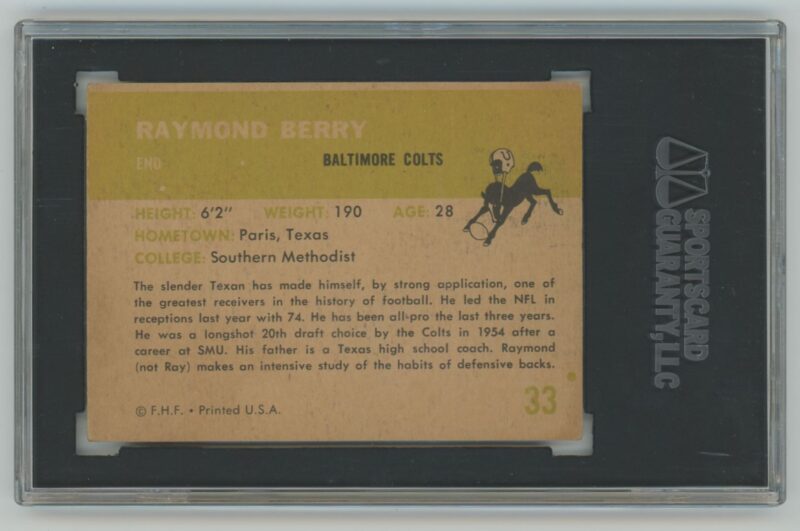 RAYMOND BERRY
END
BALTIMORE COLTS
HEIGHT: 6'2" WEIGHT: 190 AGE: 28
HOMETOWN: Paris, Texas
COLLEGE: Southern Methodist
The slender Texan has made himself, by strong application, one of
the greatest receivers in the history of football. He led the NFL in
receptions last year with 74. He has been all-pro the last three years.
He was a longshot 20th draft choice by the Colts in 1954 after a
career at SMU. His father is a Texas high school coach. Raymond
(not Ray) makes an intensive study of the habits of defensive backs.
© F.H.F. • Printed U.S.A.
33
SPORTSCARD
GUARANTY, LLC